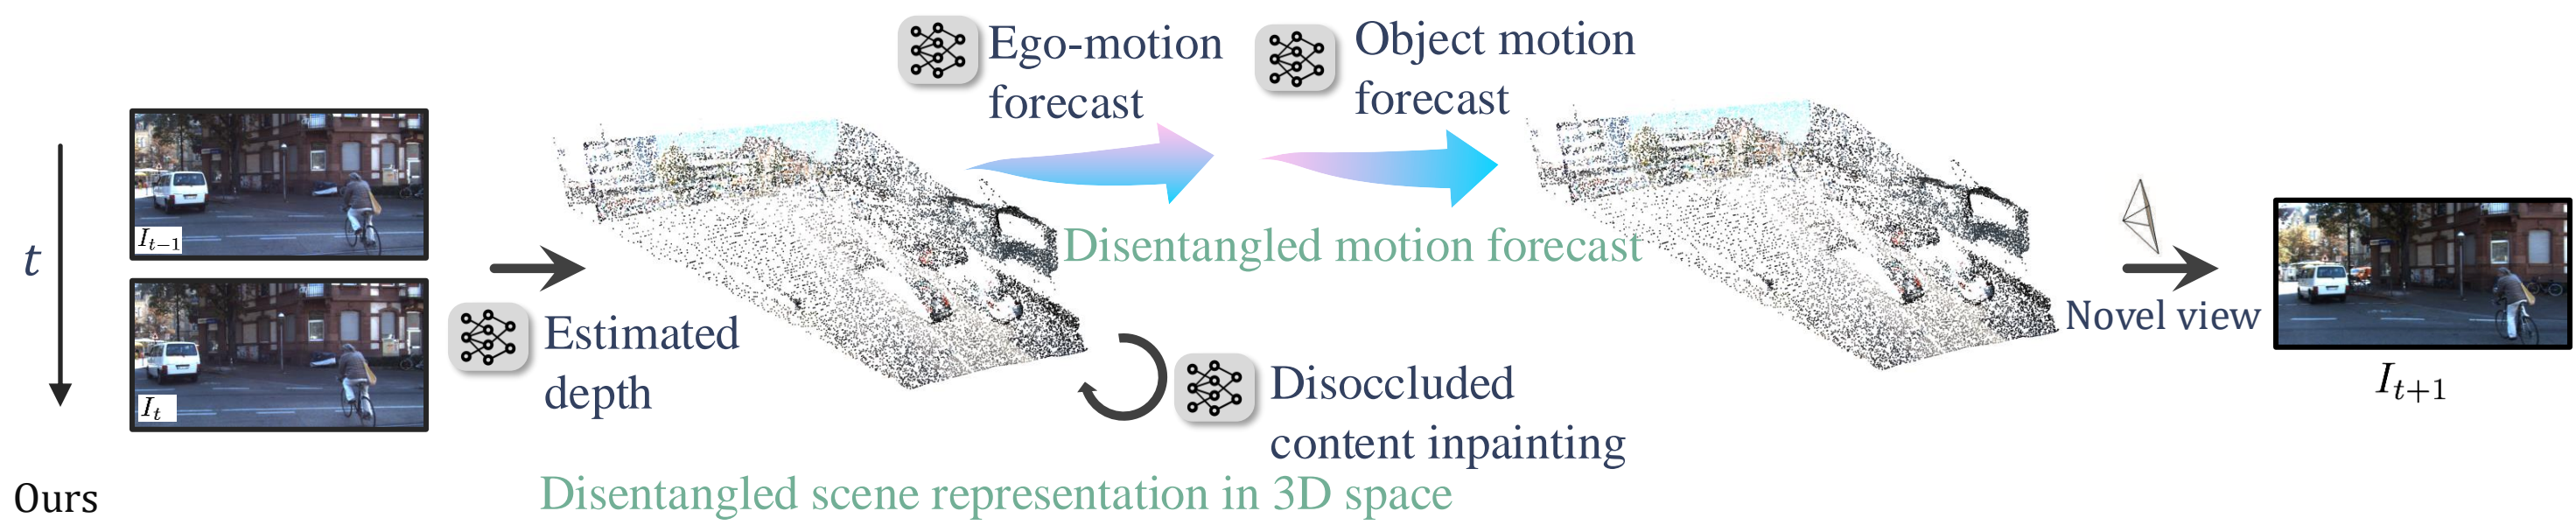 Ego-motion
forecast
Object motion
forecast
t
I_{t-1}
I_t
Disentangled motion forecast
Estimated
depth
Disoccluded
content inpainting
Novel view
I_{t+1}
Ours
Disentangled scene representation in 3D space